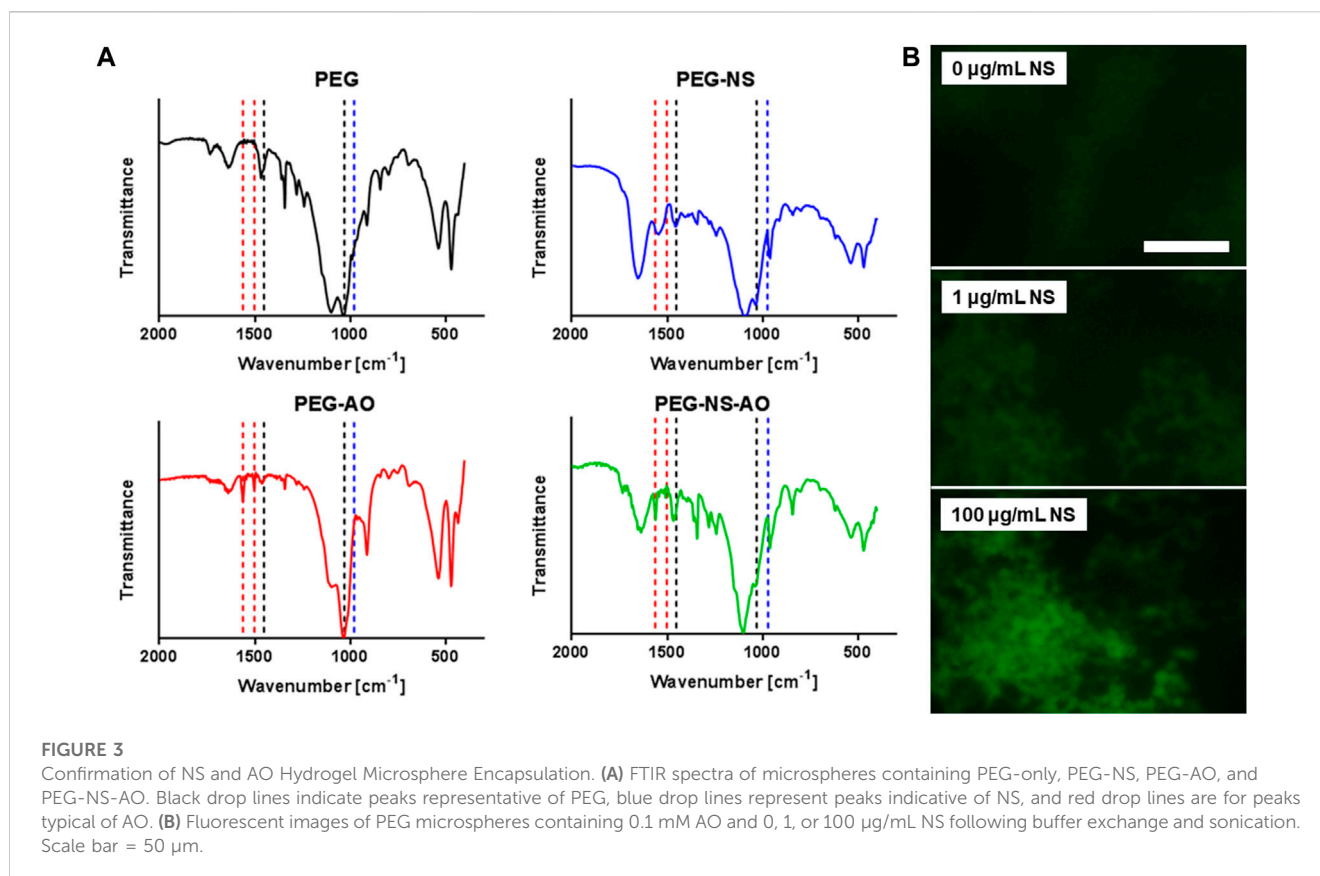 A
PEG
Transmittance
2000 1500 1000 500
Wavenumber [cm⁻¹]
PEG-NS
Transmittance
2000 1500 1000 500
Wavenumber [cm⁻¹]
PEG-AO
Transmittance
2000 1500 1000 500
Wavenumber [cm⁻¹]
PEG-NS-AO
Transmittance
2000 1500 1000 500
Wavenumber [cm⁻¹]
B
0 µg/mL NS
1 µg/mL NS
100 µg/mL NS
FIGURE 3
Confirmation of NS and AO Hydrogel Microsphere Encapsulation. (A) FTIR spectra of microspheres containing PEG-only, PEG-NS, PEG-AO, and
PEG-NS-AO. Black drop lines indicate peaks representative of PEG, blue drop lines represent peaks indicative of NS, and red drop lines are for peaks
typical of AO. (B) Fluorescent images of PEG microspheres containing 0.1 mM AO and 0, 1, or 100 µg/mL NS following buffer exchange and sonication.
Scale bar = 50 µm.